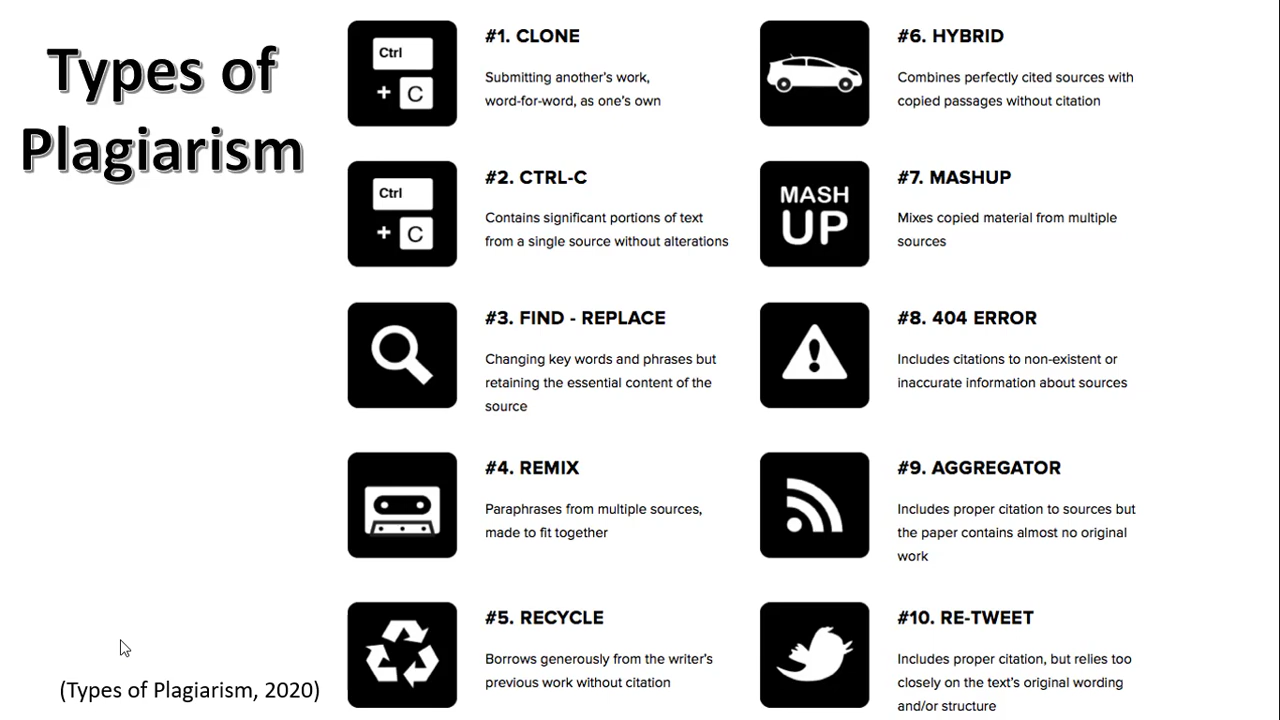 Types of
Plagiarism
Ctrl
+ C
#1. CLONE
Submitting another's work,
word-for-word, as one's own
Ctrl
+ C
#2. CTRL-C
Contains significant portions of text
from a single source without alterations
#3. FIND - REPLACE
Changing key words and phrases but
retaining the essential content of the
source
#4. REMIX
Paraphrases from multiple sources,
made to fit together
#5. RECYCLE
Borrows generously from the writer's
previous work without citation
#6. HYBRID
Combines perfectly cited sources with
copied passages without citation
MASH
UP
#7. MASHUP
Mixes copied material from multiple
sources
#8. 404 ERROR
Includes citations to non-existent or
inaccurate information about sources
#9. AGGREGATOR
Includes proper citation to sources but
the paper contains almost no original
work
#10. RE-TWEET
Includes proper citation, but relies too
closely on the text's original wording
and/or structure
(Types of Plagiarism, 2020)